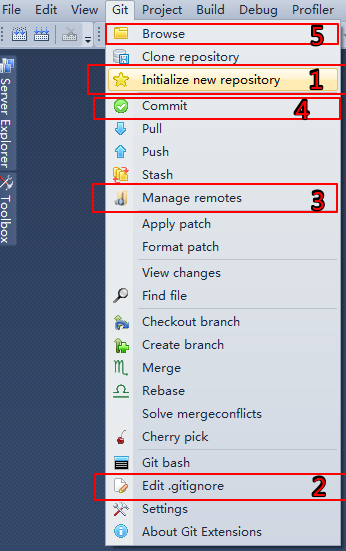 Edit View Git Project Build Debug Profiler
Browse 5
Clone repository
Initialize new repository 1
Commit 4
Pull
Push
Stash
Manage remotes 3
Apply patch
Format patch
View changes
Find file
Checkout branch
Create branch
Merge
Rebase
Solve mergeconflicts
Cherry pick
Git bash
Edit .gitignore 2
Settings
About Git Extensions
Server Explorer
Toolbox